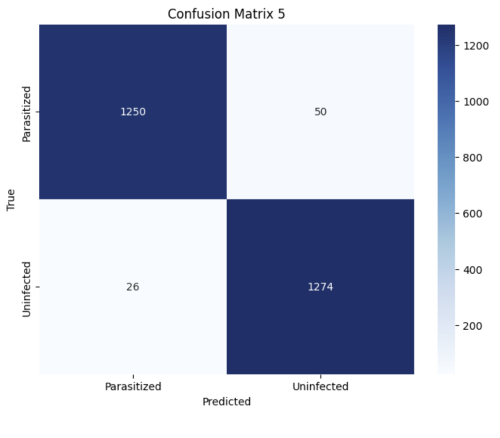 Confusion Matrix 5
True
Parasitized
1250
50
Uninfected
26
1274
Parasitized
Uninfected
Predicted
1200
1000
800
600
400
200